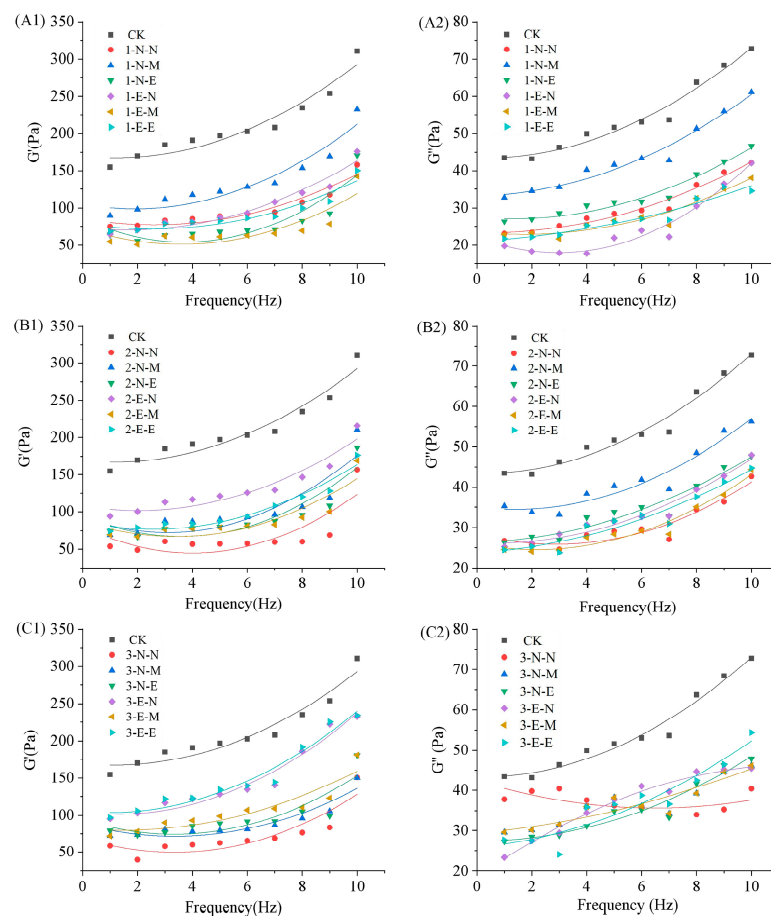 (A1)
350
300
250
200
150
100
50
G'(Pa)
CK
1-N-N
1-N-M
1-N-E
1-E-N
1-E-M
1-E-E
0 2 4 6 8 10
Frequency(Hz)
(A2)
80
70
60
50
40
30
20
10
G''(Pa)
CK
1-N-N
1-N-M
1-N-E
1-E-N
1-E-M
1-E-E
0 2 4 6 8 10
Frequency(Hz)
(B1)
350
300
250
200
150
100
50
G'(Pa)
CK
2-N-N
2-N-M
2-N-E
2-E-N
2-E-M
2-E-E
0 2 4 6 8 10
Frequency(Hz)
(B2)
80
70
60
50
40
30
20
G''(Pa)
CK
2-N-N
2-N-M
2-N-E
2-E-N
2-E-M
2-E-E
0 2 4 6 8 10
Frequency(Hz)
(C1)
350
300
250
200
150
100
50
G'(Pa)
CK
3-N-N
3-N-M
3-N-E
3-E-N
3-E-M
3-E-E
0 2 4 6 8 10
Frequency (Hz)
(C2)
80
70
60
50
40
30
20
G'' (Pa)
CK
3-N-N
3-N-M
3-N-E
3-E-N
3-E-M
3-E-E
0 2 4 6 8 10
Frequency (Hz)